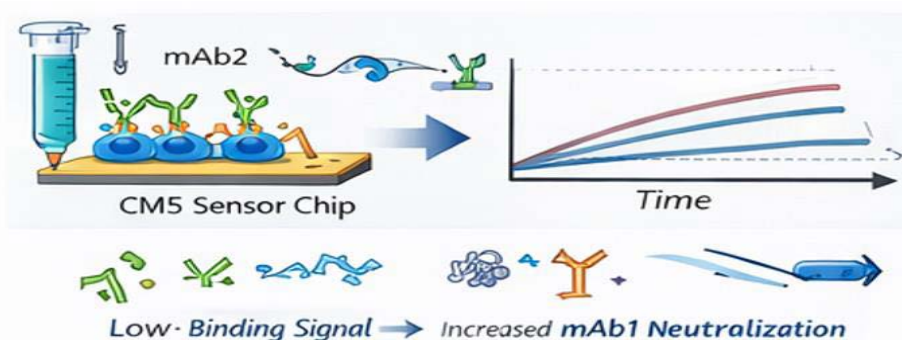 mAb2
CM5 Sensor Chip
Time
Low - Binding Signal → Increased mAb1 Neutralization